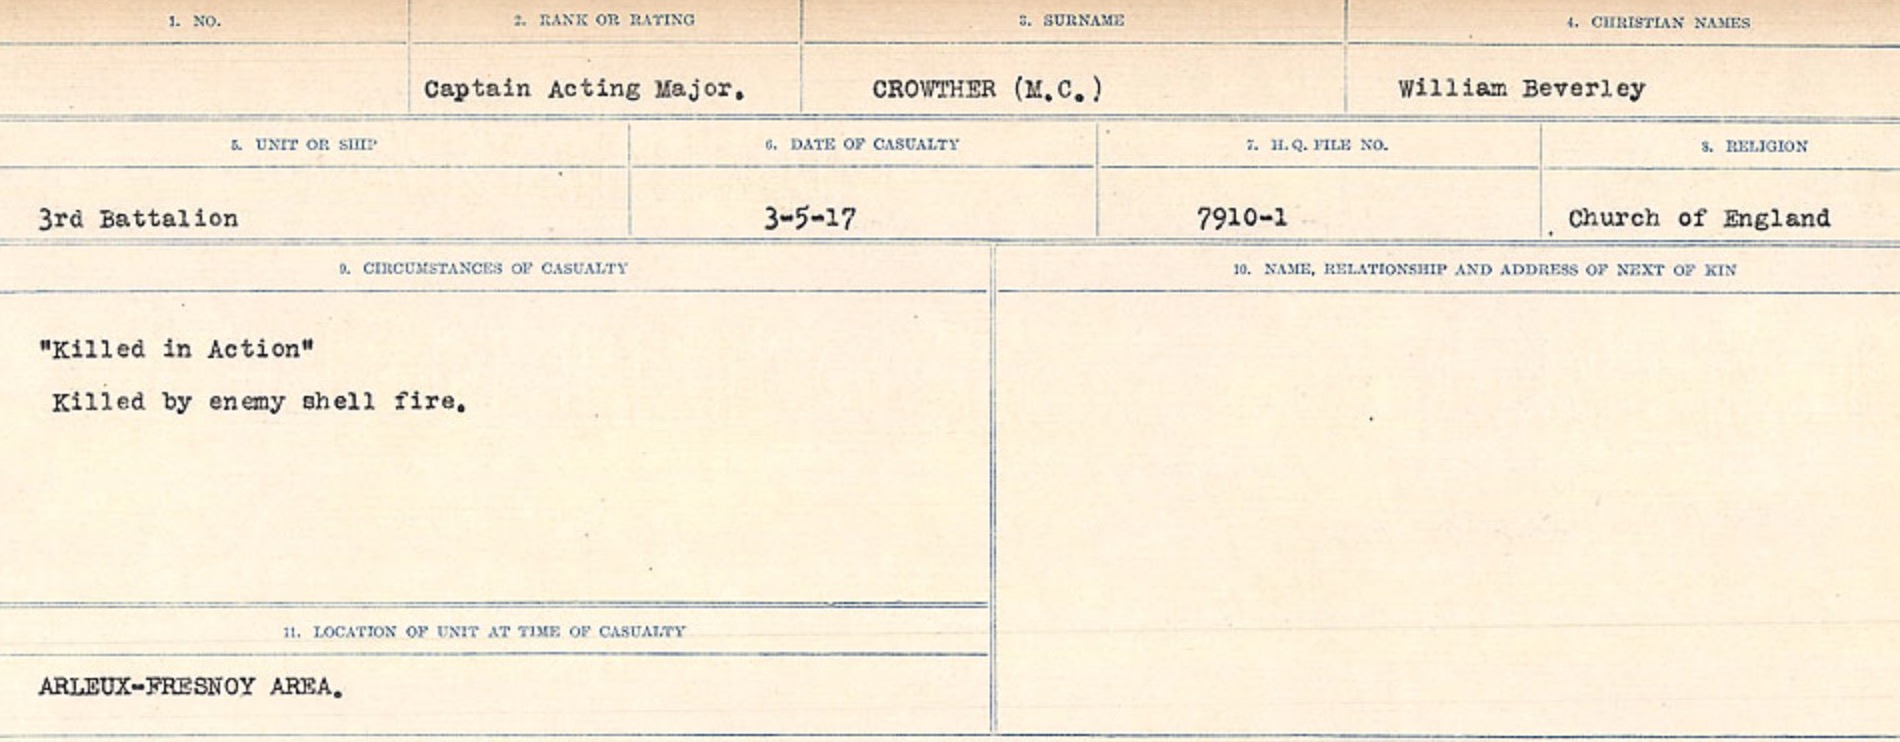 1. NO. 2. RANK OR RATING 3. SURNAME 4. CHRISTIAN NAMES
Captain Acting Major. CROWTHER (M.C.) William Beverley
5. UNIT OR SHIP 6. DATE OF CASUALTY 7. H.Q. FILE NO. 8. RELIGION
3rd Battalion 3-5-17 7910-1 Church of England
9. CIRCUMSTANCES OF CASUALTY 10. NAME, RELATIONSHIP AND ADDRESS OF NEXT OF KIN
"Killed in Action"
Killed by enemy shell fire.
11. LOCATION OF UNIT AT TIME OF CASUALTY
ARLEUX-FRESNOY AREA.